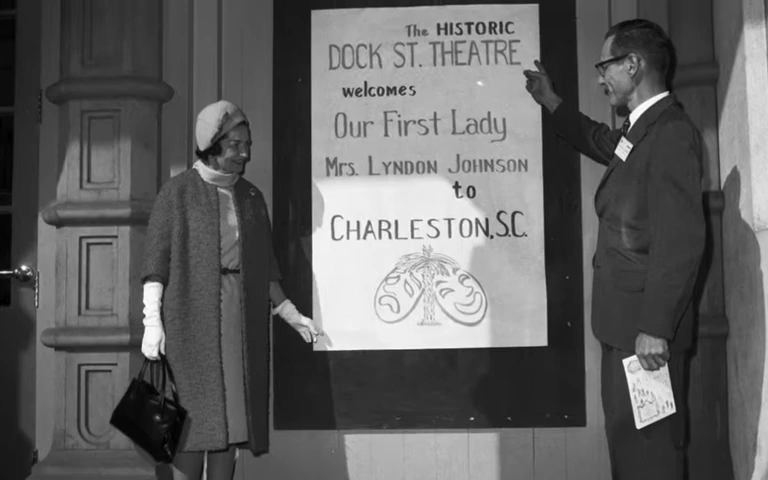 The HISTORIC
DOCK ST. THEATRE
welcomes
Our First Lady
MRS. LYNDON JOHNSON
to
CHARLESTON, S.C.